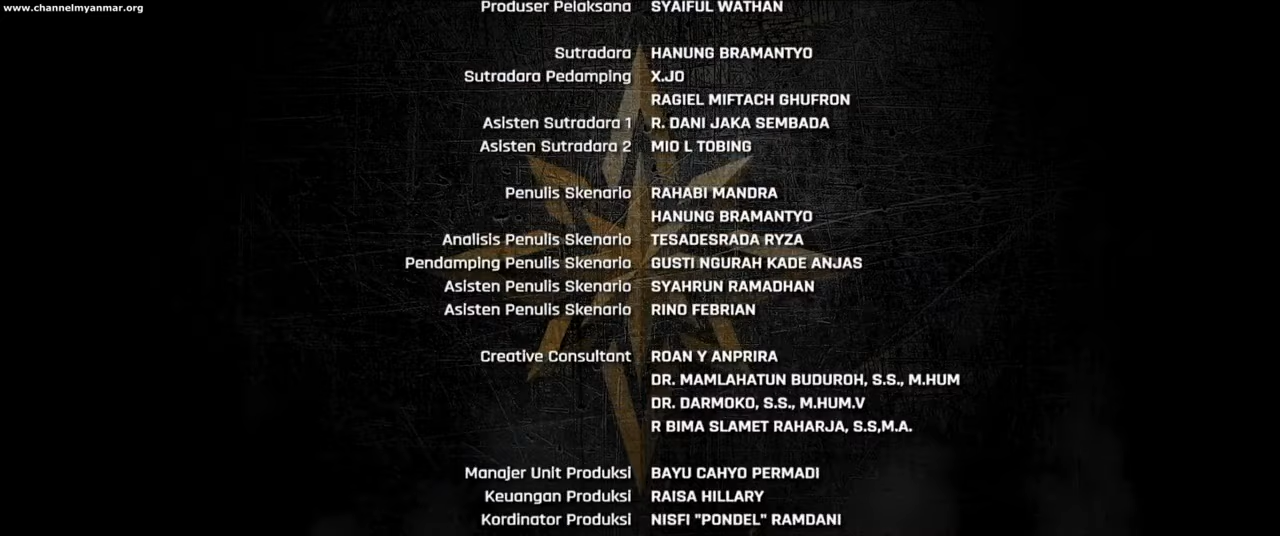 www.channelmyanmar.org
Produser Pelaksana SYAIFUL WATHAN
Sutradara HANUNG BRAMANTYO
Sutradara Pedamping X.JO
RAGIEL MIFTACH GHUFRON
Asisten Sutradara 1 R. DANI JAKA SEMBADA
Asisten Sutradara 2 MIO L TOBING
Penulis Skenario RAHABI MANDRA
HANUNG BRAMANTYO
Analisis Penulis Skenario TESADESRADA RYZA
Pendamping Penulis Skenario GUSTI NGURAH KADE ANJAS
Asisten Penulis Skenario SYAHRUN RAMADHAN
Asisten Penulis Skenario RINO FEBRIAN
Creative Consultant ROAN Y ANPRIRA
DR. MAMLAHATUN BUDUROH, S.S., M.HUM
DR. DARMOKO, S.S., M.HUM.V
R BIMA SLAMET RAHARJA, S.S,M.A.
Manajer Unit Produksi BAYU CAHYO PERMADI
Keuangan Produksi RAISA HILLARY
Kordinator Produksi NISFI "PONDEL" RAMDANI